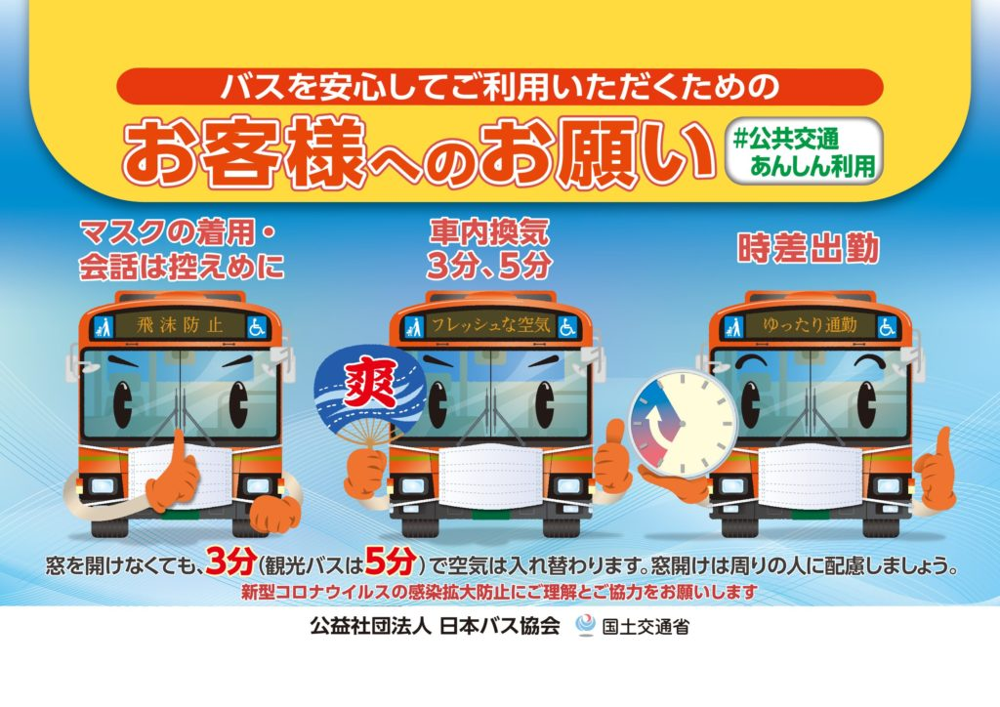 バスを安心してご利用いただくための
お客様へのお願い
#公共交通
あんしん利用
マスクの着用・
会話は控えめに
車内換気
3分、5分
時差出勤
飛沫防止
フレッシュな空気
ゆったり通勤
爽
窓を開けなくても、3分(観光バスは5分)で空気は入れ替わります。窓開けは周りの人に配慮しましょう。
新型コロナウイルスの感染拡大防止にご理解とご協力をお願いします
公益社団法人 日本バス協会 国土交通省